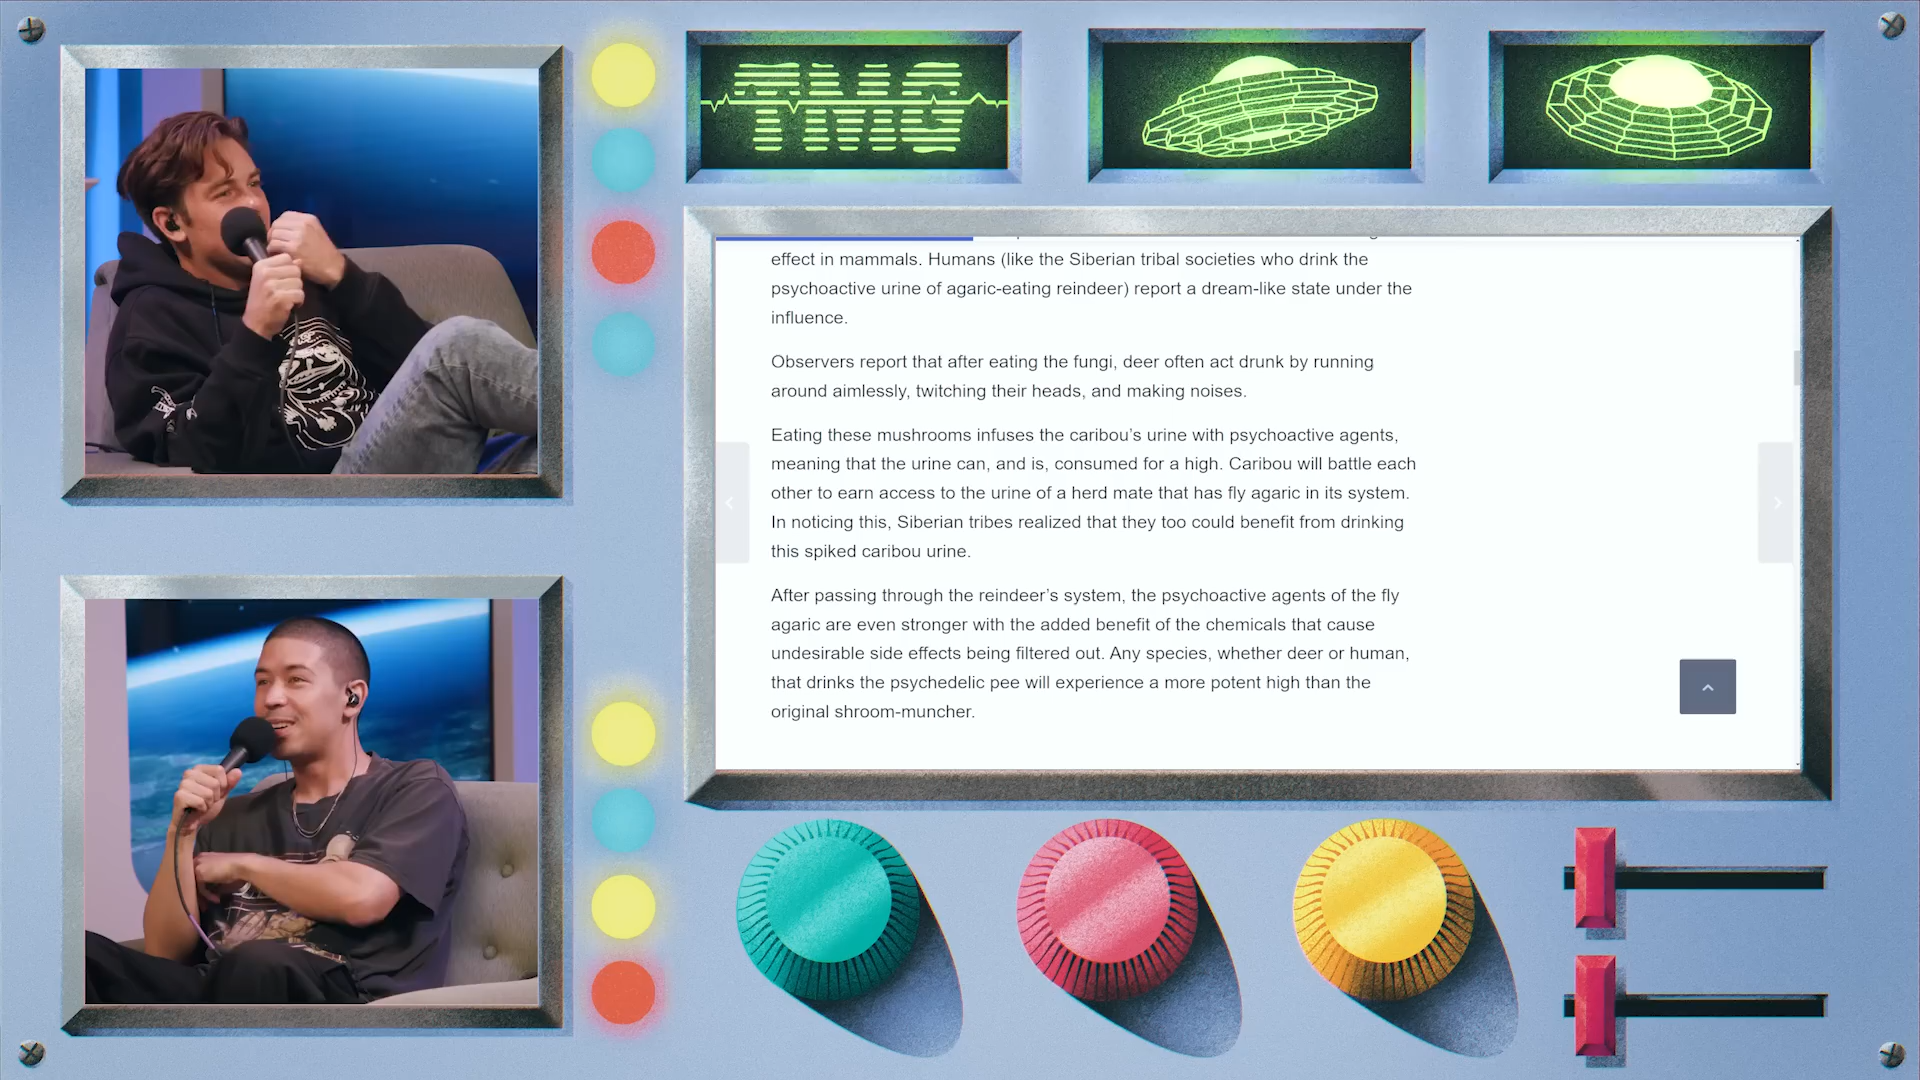 TMG
effect in mammals. Humans (like the Siberian tribal societies who drink the
psychoactive urine of agaric-eating reindeer) report a dream-like state under the
influence.
Observers report that after eating the fungi, deer often act drunk by running
around aimlessly, twitching their heads, and making noises.
Eating these mushrooms infuses the caribou’s urine with psychoactive agents,
meaning that the urine can, and is, consumed for a high. Caribou will battle each
other to earn access to the urine of a herd mate that has fly agaric in its system.
In noticing this, Siberian tribes realized that they too could benefit from drinking
this spiked caribou urine.
After passing through the reindeer’s system, the psychoactive agents of the fly
agaric are even stronger with the added benefit of the chemicals that cause
undesirable side effects being filtered out. Any species, whether deer or human,
that drinks the psychedelic pee will experience a more potent high than the
original shroom-muncher.